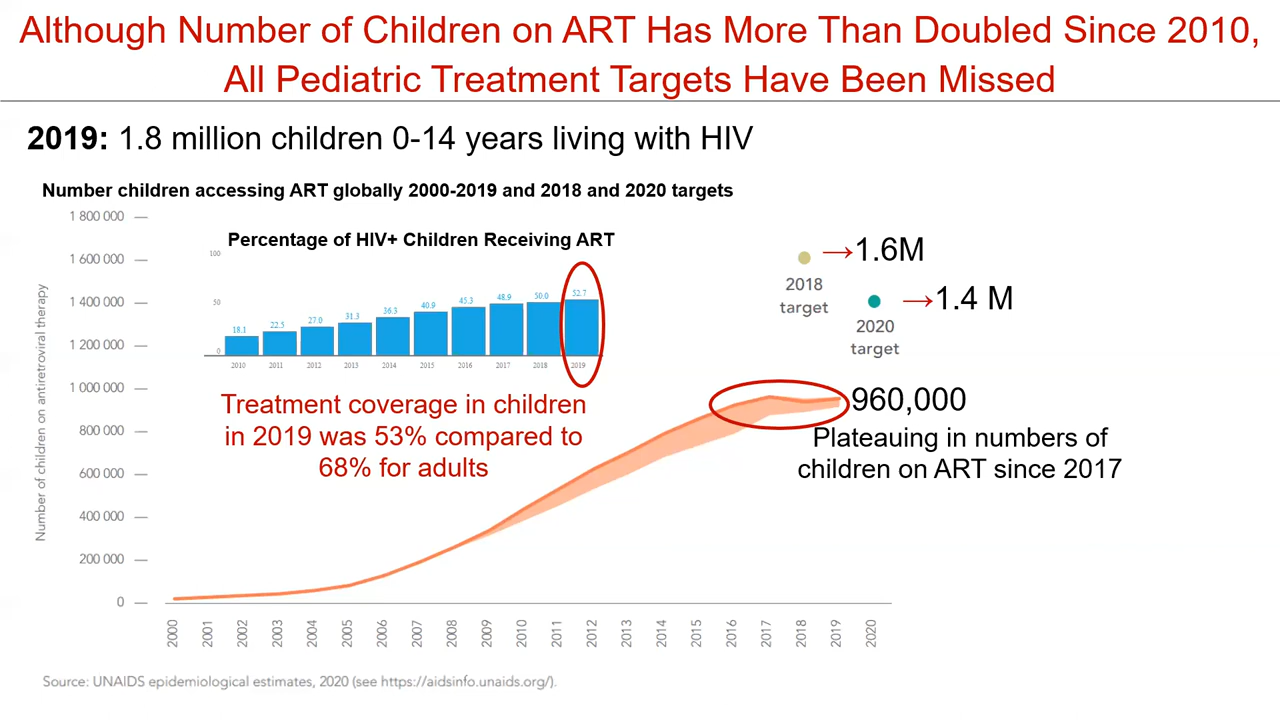 Although Number of Children on ART Has More Than Doubled Since 2010,
All Pediatric Treatment Targets Have Been Missed
2019: 1.8 million children 0-14 years living with HIV
Number children accessing ART globally 2000-2019 and 2018 and 2020 targets
Number of children on antiretroviral therapy
1 800 000
1 600 000
1 400 000
1 200 000
1 000 000
800 000
600 000
400 000
200 000
0
Percentage of HIV+ Children Receiving ART
100
50
0
18.1 22.5 27.0 31.3 36.3 40.9 45.3 48.9 50.0 52.7
2010 2011 2012 2013 2014 2015 2016 2017 2018 2019
Treatment coverage in children
in 2019 was 53% compared to
68% for adults
→1.6M
2018
target
→1.4 M
2020
target
960,000
Plateauing in numbers of
children on ART since 2017
2000 2001 2002 2003 2004 2005 2006 2007 2008 2009 2010 2011 2012 2013 2014 2015 2016 2017 2018 2019 2020
Source: UNAIDS epidemiological estimates, 2020 (see https://aidsinfo.unaids.org/).